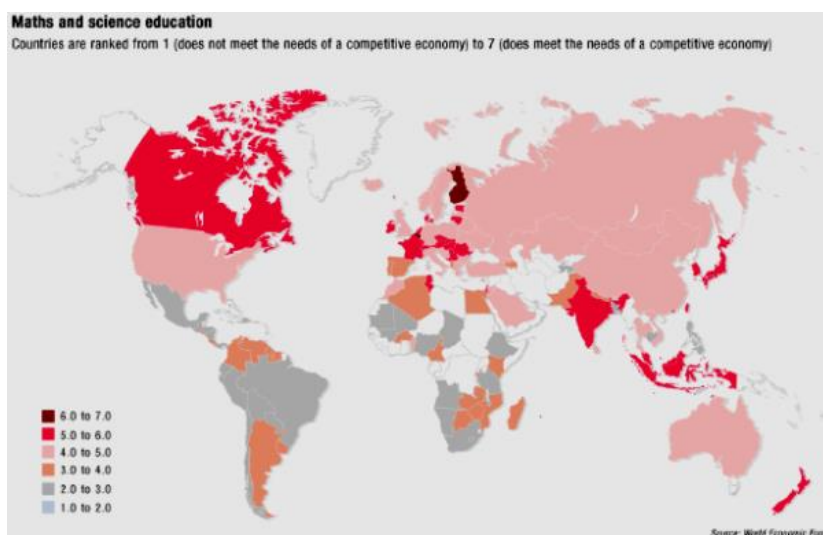 Maths and science education
Countries are ranked from 1 (does not meet the needs of a competitive economy) to 7 (does meet the needs of a competitive economy)
6.0 to 7.0
5.0 to 6.0
4.0 to 5.0
3.0 to 4.0
2.0 to 3.0
1.0 to 2.0
Source: World Economic